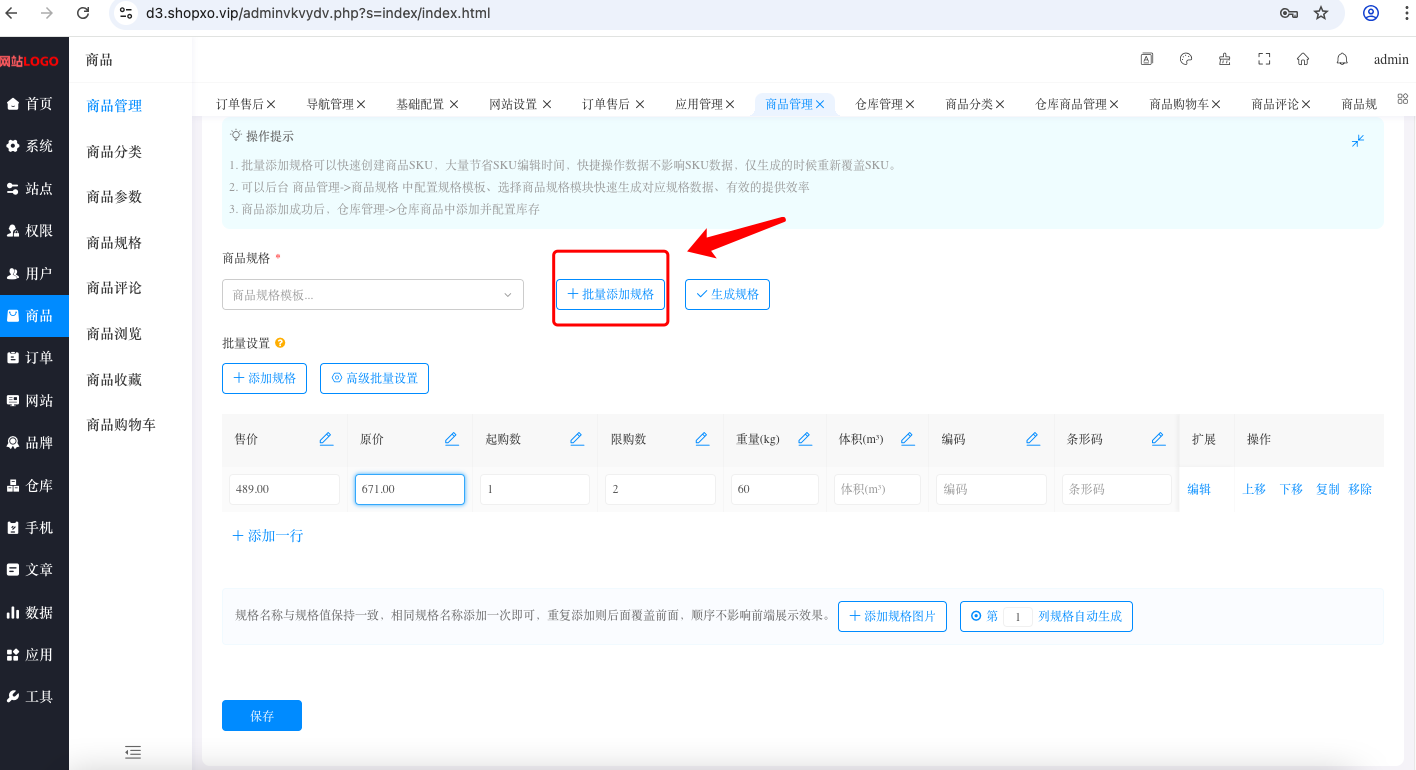 d3.shopxo.vip/adminvkvydv.php?s=index/index.html
网站LOGO
首页
系统
站点
权限
用户
商品
订单
网站
品牌
仓库
手机
文章
数据
应用
工具
商品
商品管理
商品分类
商品参数
商品规格
商品评论
商品浏览
商品收藏
商品购物车
admin
订单售后 导航管理 基础配置 网站设置 订单售后 应用管理 商品管理 仓库管理 商品分类 仓库商品管理 商品购物车 商品评论 商品规
操作提示
1. 批量添加规格可以快速创建商品SKU、大量节省SKU编辑时间、快捷操作数据不影响SKU数据、仅生成的时候重新覆盖SKU。
2. 可以后台 商品管理->商品规格 中配置规格模板、选择商品规格模块快速生成对应规格数据、有效的提供效率
3. 商品添加成功后、仓库管理->仓库商品中添加并配置库存
商品规格 *
商品规格模板... 批量添加规格 生成规格
批量设置
添加规格 高级批量设置
售价 原价 起购数 限购数 重量(kg) 体积(m³) 编码 条形码 扩展 操作
489.00 671.00 1 2 60 体积(m³) 编码 条形码 编辑 上移 下移 复制 移除
添加一行
规格名称与规格值保持一致、相同规格名称添加一次即可、重复添加则后面覆盖前面、顺序不影响前端展示效果。 添加规格图片 第 1 列规格自动生成
保存